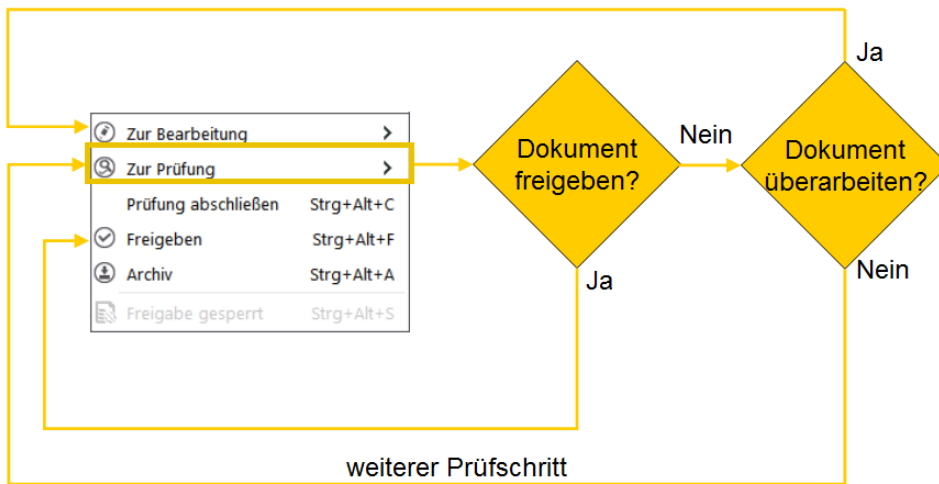 Ja
Zur Bearbeitung
Zur Prüfung
Prüfung abschließen Strg+Alt+C
Freigeben Strg+Alt+F
Archiv Strg+Alt+A
Freigabe gesperrt Strg+Alt+S
Dokument
freigeben?
Nein
Dokument
überarbeiten?
Ja
Nein
weiterer Prüfschritt